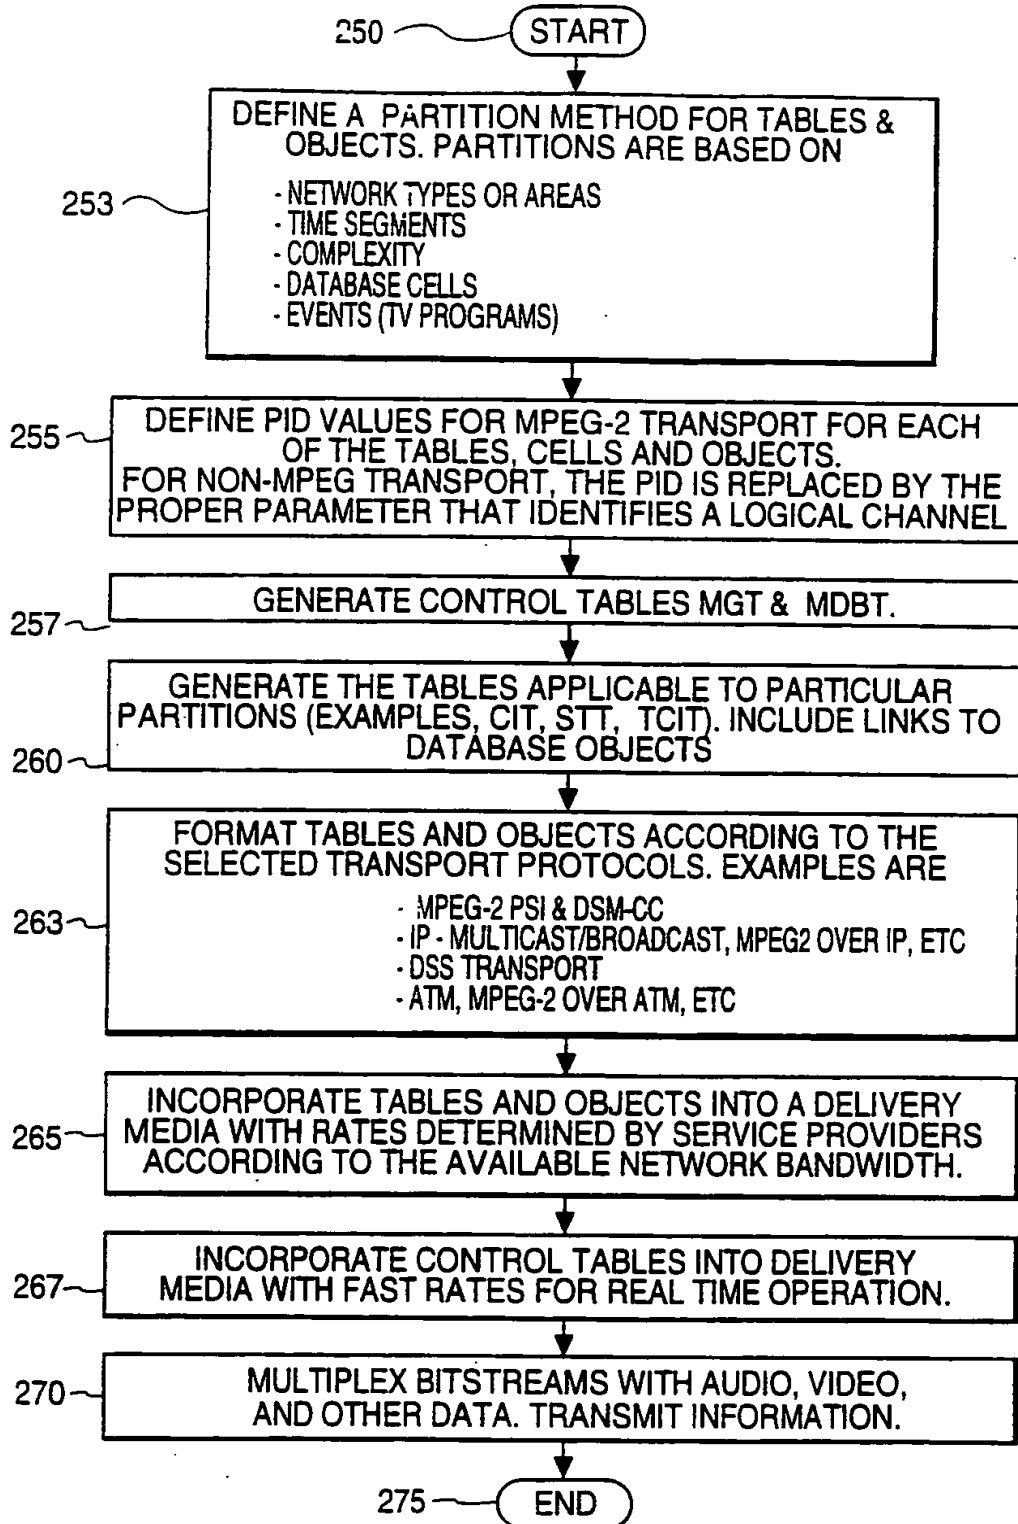 250
START
DEFINE A PARTITION METHOD FOR TABLES &
OBJECTS. PARTITIONS ARE BASED ON
253
- NETWORK TYPES OR AREAS
- TIME SEGMENTS
- COMPLEXITY
- DATABASE CELLS
- EVENTS (TV PROGRAMS)
255
DEFINE PID VALUES FOR MPEG-2 TRANSPORT FOR EACH
OF THE TABLES, CELLS AND OBJECTS.
FOR NON-MPEG TRANSPORT, THE PID IS REPLACED BY THE
PROPER PARAMETER THAT IDENTIFIES A LOGICAL CHANNEL
257
GENERATE CONTROL TABLES MGT & MDBT.
260
GENERATE THE TABLES APPLICABLE TO PARTICULAR
PARTITIONS (EXAMPLES, CIT, STT, TCIT). INCLUDE LINKS TO
DATABASE OBJECTS
263
FORMAT TABLES AND OBJECTS ACCORDING TO THE
SELECTED TRANSPORT PROTOCOLS. EXAMPLES ARE
- MPEG-2 PSI & DSM-CC
- IP - MULTICAST/BROADCAST, MPEG2 OVER IP, ETC
- DSS TRANSPORT
- ATM, MPEG-2 OVER ATM, ETC
265
INCORPORATE TABLES AND OBJECTS INTO A DELIVERY
MEDIA WITH RATES DETERMINED BY SERVICE PROVIDERS
ACCORDING TO THE AVAILABLE NETWORK BANDWIDTH.
267
INCORPORATE CONTROL TABLES INTO DELIVERY
MEDIA WITH FAST RATES FOR REAL TIME OPERATION.
270
MULTIPLEX BITSTREAMS WITH AUDIO, VIDEO,
AND OTHER DATA. TRANSMIT INFORMATION.
275
END